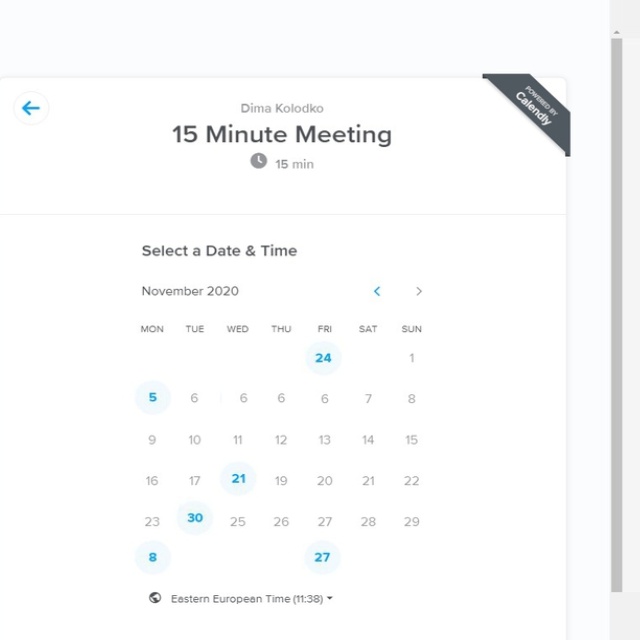 POWERED BY
Calendly
Dima Kolodko
15 Minute Meeting
15 min
Select a Date & Time
November 2020
MON TUE WED THU FRI SAT SUN
24 1
5 6 6 6 6 7 8
9 10 11 12 13 14 15
16 17 21 19 20 21 22
23 30 25 26 27 28 29
8 27
Eastern European Time (11:38)